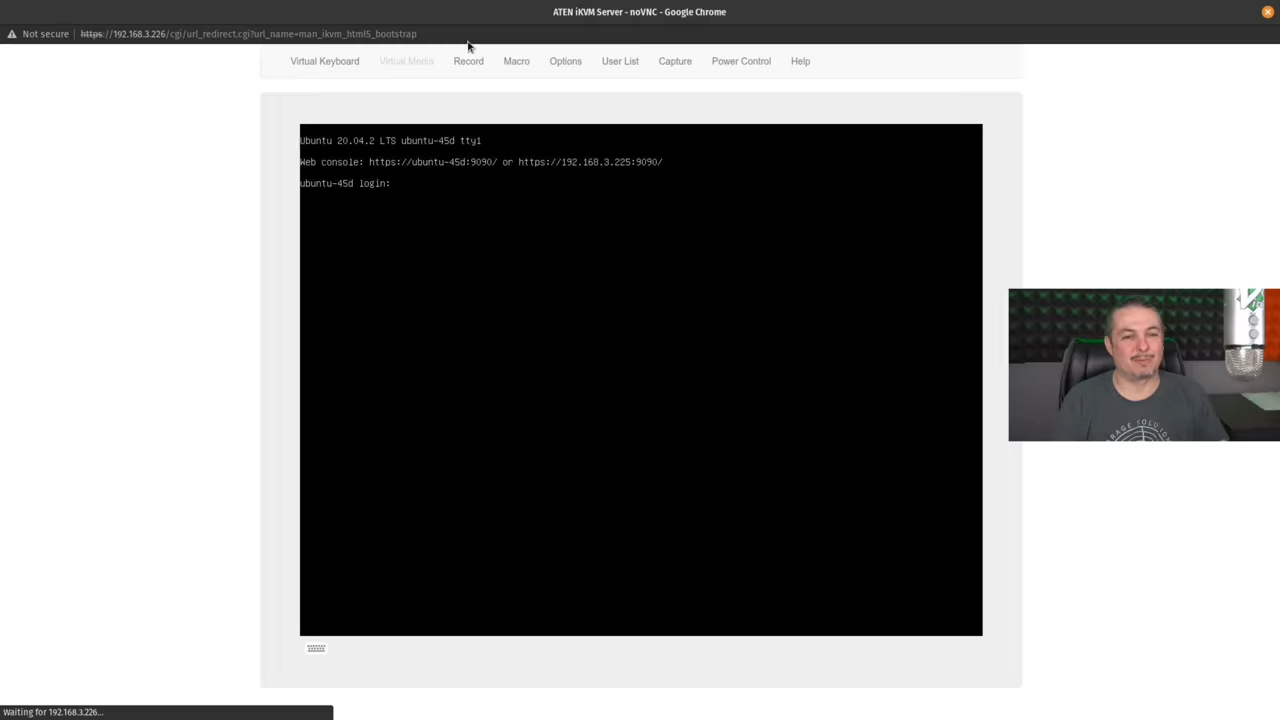 ATEN iKVM Server - noVNC - Google Chrome
Not secure https://192.168.3.226/cgi/url_redirect.cgi?url_name=man_ikvm_html5_bootstrap
Virtual Keyboard Virtual Media Record Macro Options User List Capture Power Control Help
Ubuntu 20.04.2 LTS ubuntu-45d tty1
Web console: https://ubuntu-45d:9090/ or https://192.168.3.225:9090/
ubuntu-45d login:
Waiting for 192.168.3.226...